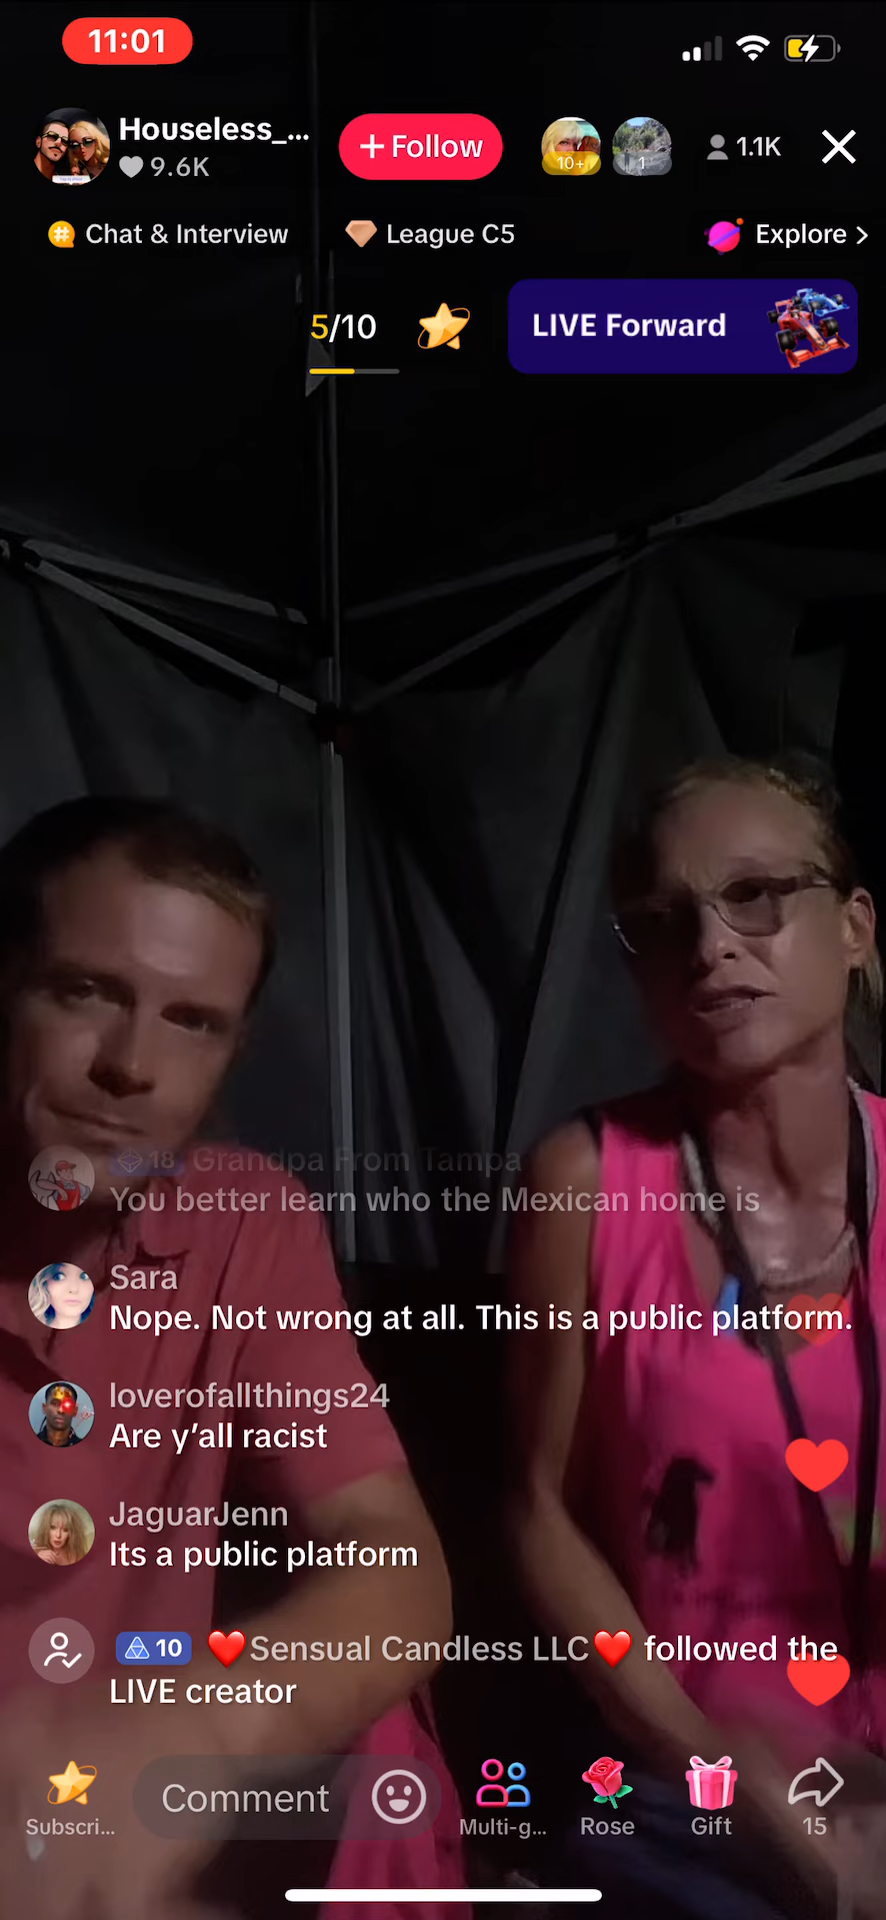 11:01
Houseless_...
9.6K
+ Follow
10+
1
1.1K
Chat & Interview
League C5
Explore >
5/10
LIVE Forward
18 Grandpa From Tampa
You better learn who the Mexican home is
Sara
Nope. Not wrong at all. This is a public platform.
loverofallthings24
Are y'all racist
JaguarJenn
Its a public platform
10 ❤️Sensual Candless LLC❤️ followed the
LIVE creator
Comment
Subscri...
Multi-g...
Rose
Gift
15